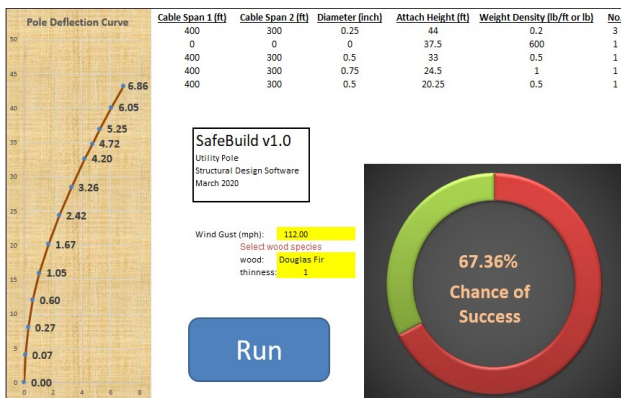 Pole Deflection Curve
50
45
40
35
30
25
20
15
10
5
0
0 2 4 6 8
6.86
6.05
5.25
4.72
4.20
3.26
2.42
1.67
1.05
0.60
0.27
0.07
0.00
Cable Span 1 (ft) Cable Span 2 (ft) Diameter (inch) Attach Height (ft) Weight Density (lb/ft or lb) No.
400 300 0.25 44 0.2 3
0 0 0 37.5 600 1
400 300 0.5 33 0.5 1
400 300 0.75 24.5 1 1
400 300 0.5 20.25 0.5 1
SafeBuild v1.0
Utility Pole
Structural Design Software
March 2020
Wind Gust (mph): 112.00
Select wood species
wood: Douglas Fir
thinness: 1
Run
67.36%
Chance of
Success